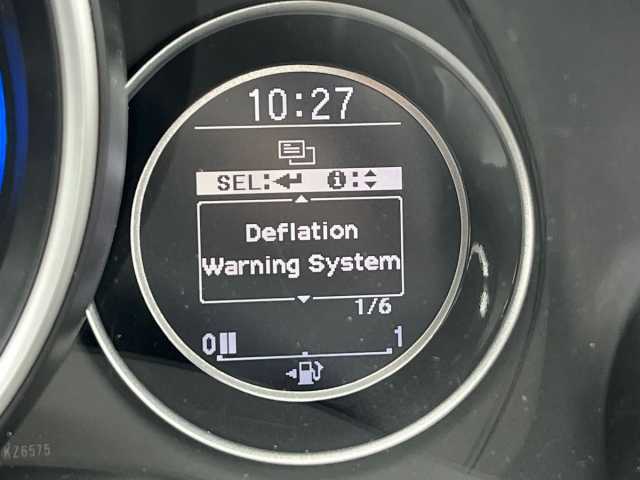 10:27
SEL: i:
Deflation
Warning System
1/6
0 1
KZ6575